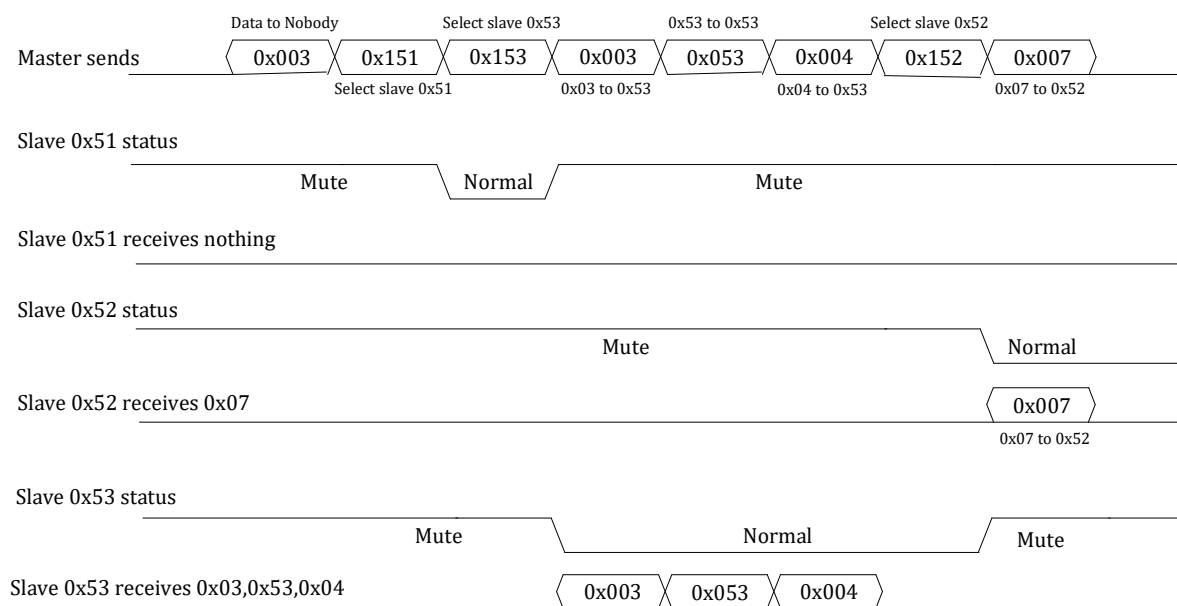 Data to Nobody Select slave 0x53 0x53 to 0x53 Select slave 0x52
Master sends 0x003 0x151 0x153 0x003 0x053 0x004 0x152 0x007
Select slave 0x51 0x03 to 0x53 0x04 to 0x53 0x07 to 0x52
Slave 0x51 status
Mute Normal Mute
Slave 0x51 receives nothing
Slave 0x52 status
Mute Normal
Slave 0x52 receives 0x07 0x007
0x07 to 0x52
Slave 0x53 status
Mute Normal Mute
Slave 0x53 receives 0x03,0x53,0x04 0x003 0x053 0x004